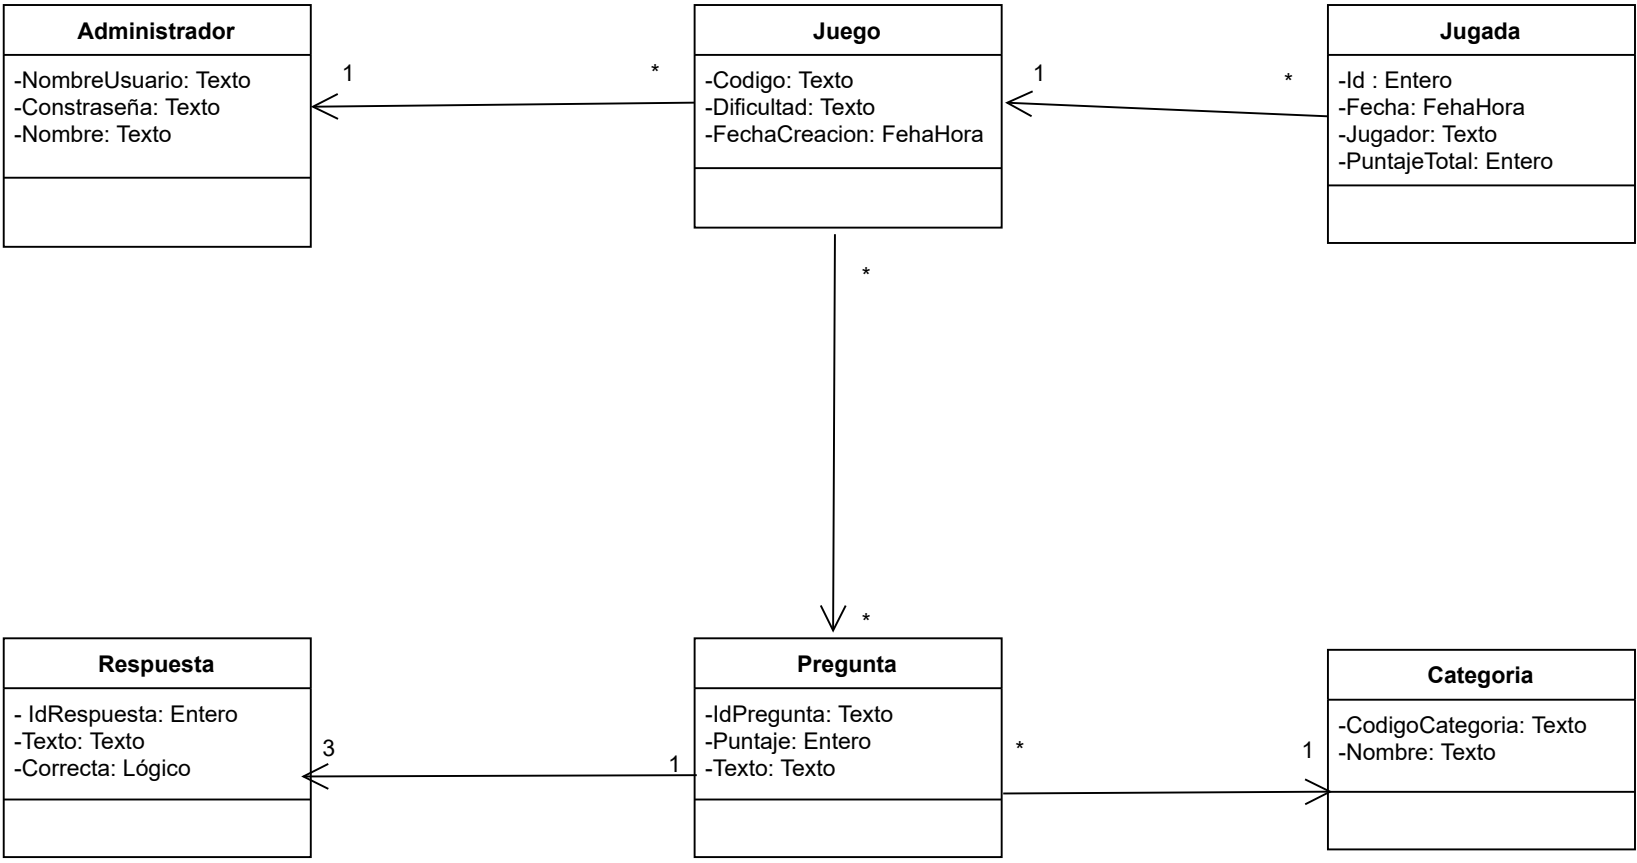 Administrador
-NombreUsuario: Texto
-Constraseña: Texto
-Nombre: Texto
1
*
Juego
-Codigo: Texto
-Dificultad: Texto
-FechaCreacion: FehaHora
1
*
Jugada
-Id : Entero
-Fecha: FehaHora
-Jugador: Texto
-PuntajeTotal: Entero
*
*
Respuesta
- IdRespuesta: Entero
-Texto: Texto
-Correcta: Lógico
3
1
Pregunta
-IdPregunta: Texto
-Puntaje: Entero
-Texto: Texto
*
1
Categoria
-CodigoCategoria: Texto
-Nombre: Texto